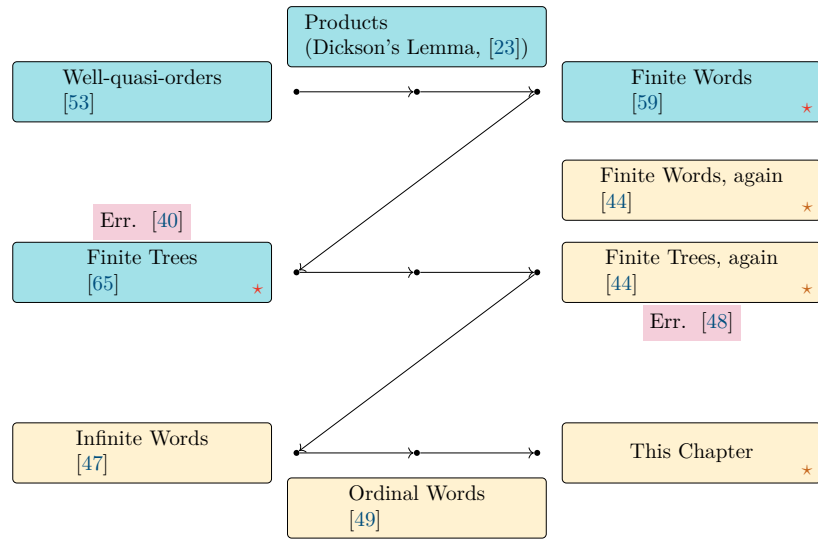 Products
(Dickson's Lemma, [23])
Well-quasi-orders
[53]
Finite Words
[59]
⋆
Finite Words, again
[44]
⋆
Err. [40]
Finite Trees
[65]
⋆
Finite Trees, again
[44]
⋆
Err. [48]
Infinite Words
[47]
This Chapter
⋆
Ordinal Words
[49]